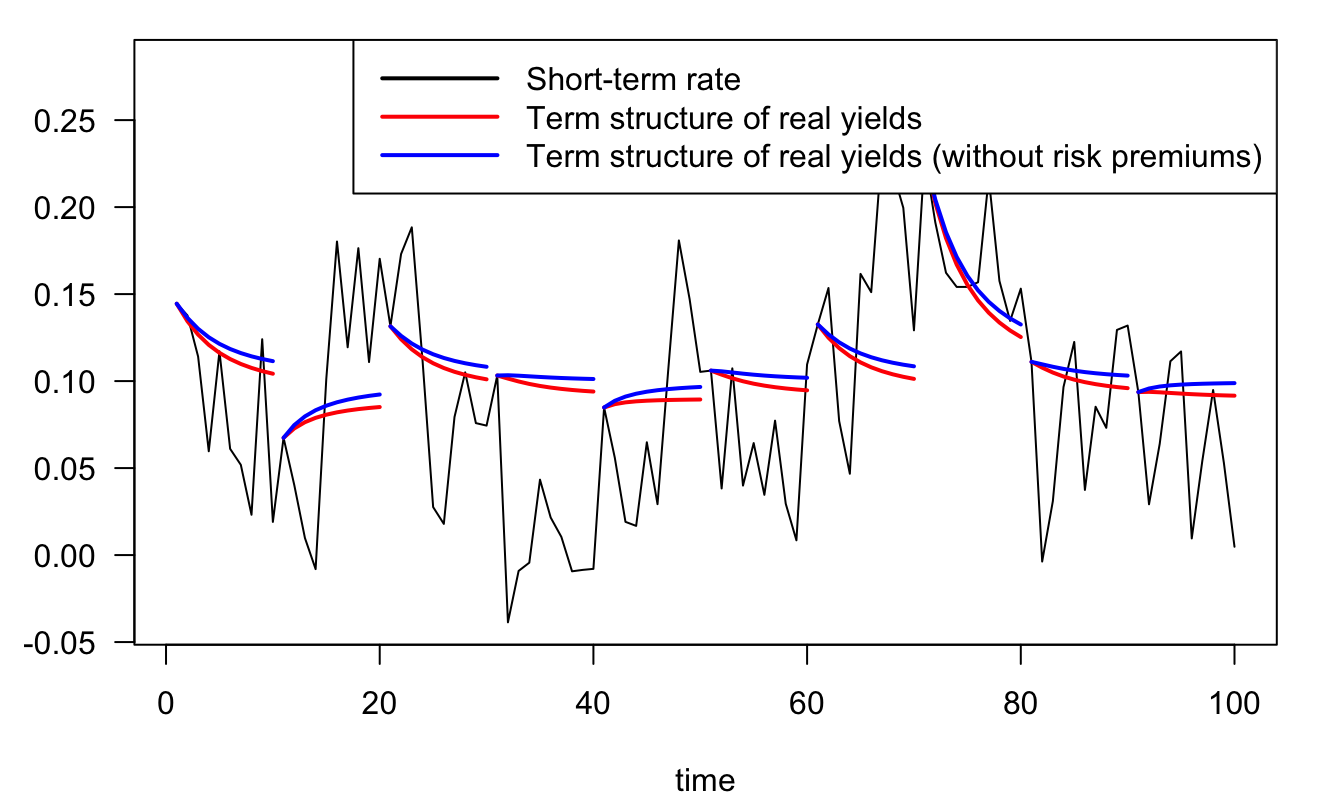 Short-term rate
Term structure of real yields
Term structure of real yields (without risk premiums)
0.25
0.20
0.15
0.10
0.05
0.00
-0.05
0 20 40 60 80 100
time